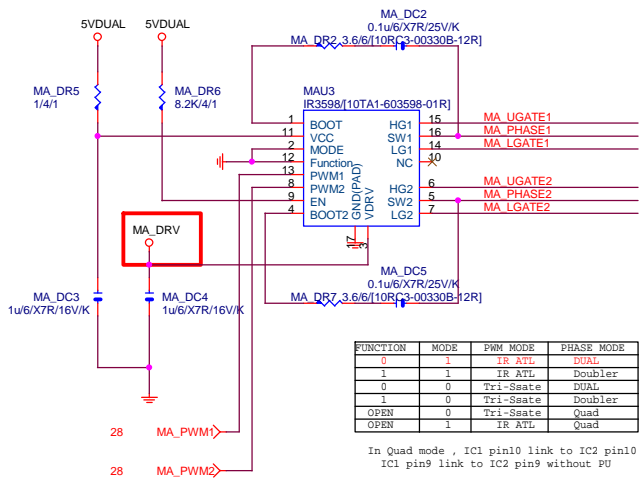 5VDUAL 5VDUAL
MA_DC2
0.1u/6/X7R/25V/K
MA_DR2 3.6/6/[10RC3-00330B-12R]
MA_DR5
1/4/1
MA_DR6
8.2K/4/1
MAU3
IR3598/[10TA1-603598-01R]
1 BOOT HG1 15 MA_UGATE1
11 VCC SW1 16 MA_PHASE1
2 MODE LG1 14 MA_LGATE1
12 Function NC 10
13 PWM1
8 PWM2 HG2 6 MA_UGATE2
9 EN SW2 5 MA_PHASE2
4 BOOT2 LG2 7 MA_LGATE2
GND(PAD)
VDRV
17
3
MA_DRV
MA_DC5
0.1u/6/X7R/25V/K
MA_DR7 3.6/6/[10RC3-00330B-12R]
MA_DC3
1u/6/X7R/16V/K
MA_DC4
1u/6/X7R/16V/K
FUNCTION MODE PWM MODE PHASE MODE
0 1 IR ATL DUAL
1 1 IR ATL Doubler
0 0 Tri-Ssate DUAL
1 0 Tri-Ssate Doubler
OPEN 0 Tri-Ssate Quad
OPEN 1 IR ATL Quad
28 MA_PWM1
28 MA_PWM2
In Quad mode , IC1 pin10 link to IC2 pin10
IC1 pin9 link to IC2 pin9 without PU